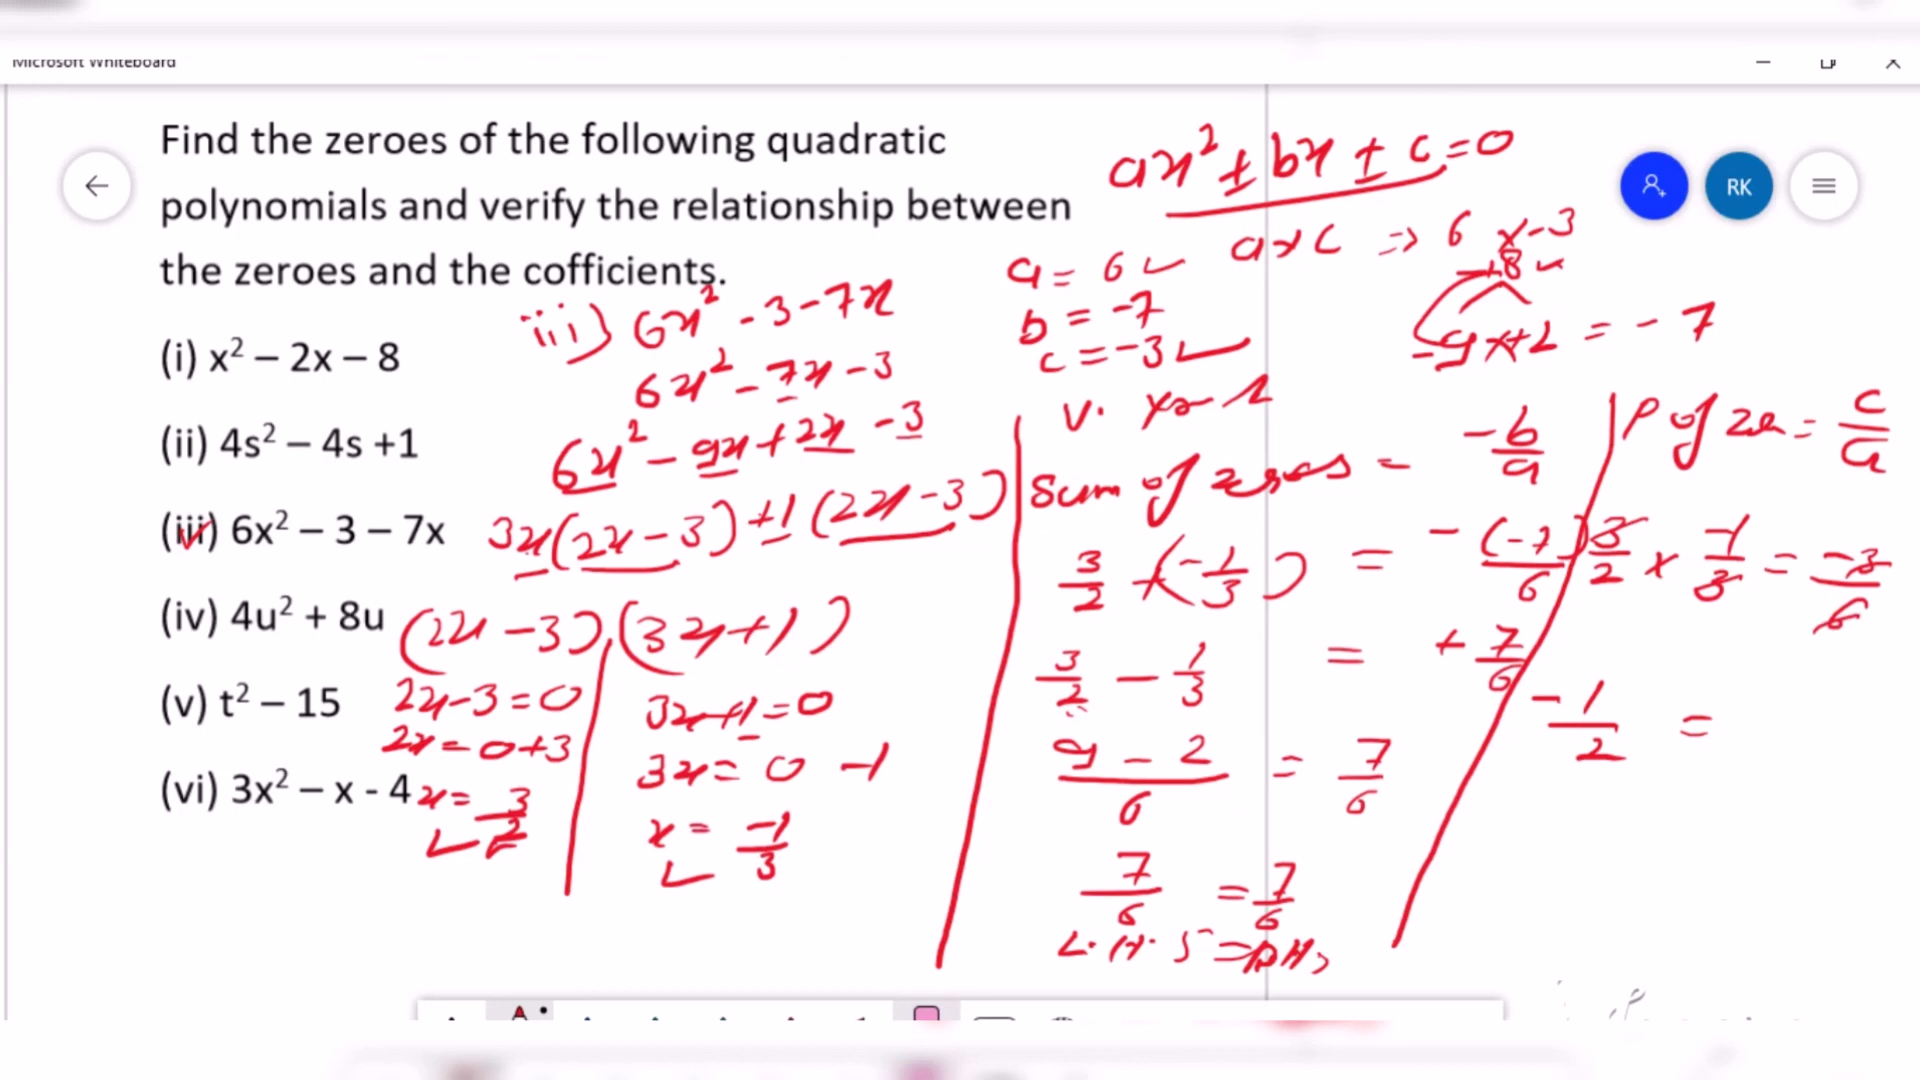 Microsoft Whiteboard
Find the zeroes of the following quadratic
polynomials and verify the relationship between
the zeroes and the cofficients.
(i) x² – 2x – 8
(ii) 4s² – 4s +1
(iii) 6x² – 3 – 7x
(iv) 4u² + 8u
(v) t² – 15
(vi) 3x² – x - 4
RK
iii) 6x² - 3 - 7x
6x² - 7x - 3
6x² - 9x + 2x - 3
3x(2x - 3) + 1 (2x - 3)
(2x - 3) (3x + 1)
2x - 3 = 0
2x = 0 + 3
x = 3/2
3x + 1 = 0
3x = 0 - 1
x = -1/3
ax² ± bx ± c = 0
a = 6
b = -7
c = -3
a x c => 6 x -3
-18
-9 x + 2 = -7
Sum of zeroes = -b/a
3/2 + (-1/3) = -(-7)/6
3/2 - 1/3 = + 7/6
9 - 2/6 = 7/6
7/6 = 7/6
L.H.S = RHS
P of ze = c/a
3/2 x -1/3 = -3/6
-1/2 =